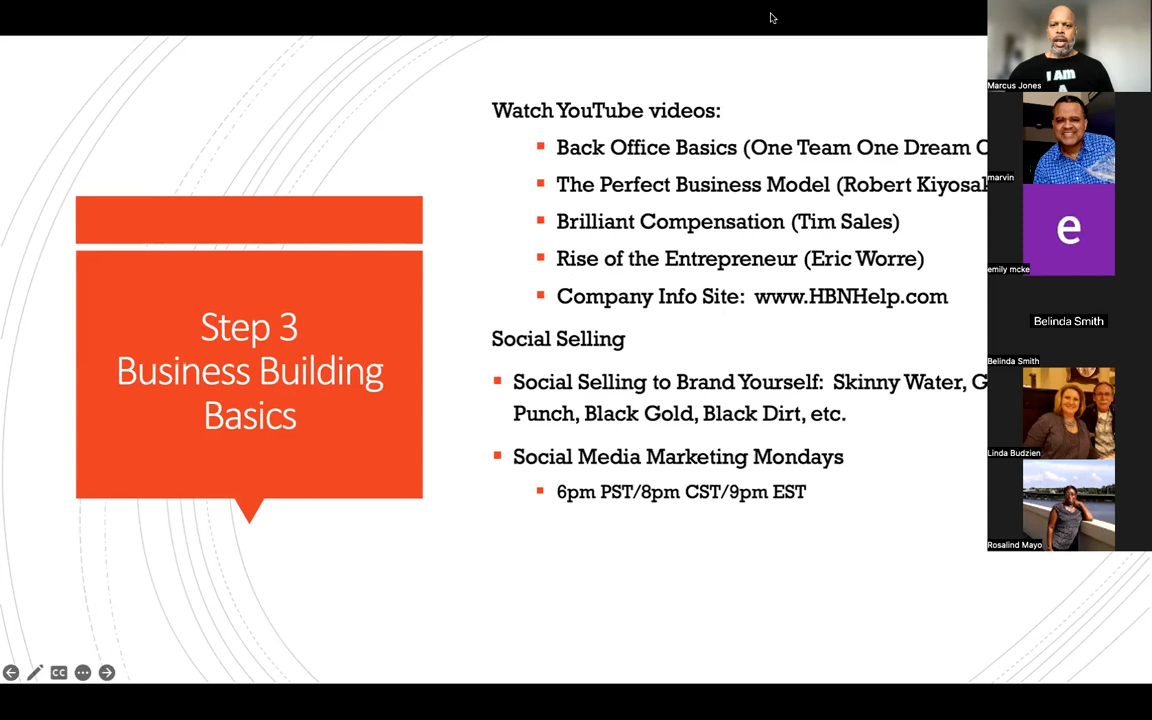 Step 3
Business Building
Basics
Watch YouTube videos:
Back Office Basics (One Team One Dream
The Perfect Business Model (Robert
Brilliant Compensation (Tim Sales)
Rise of the Entrepreneur (Eric Worre)
Company Info Site: www.HBNHelp.com
Social Selling
Social Selling to Brand Yourself: Skinny Water,
Punch, Black Gold, Black Dirt, etc.
Social Media Marketing Mondays
6pm PST/8pm CST/9pm EST
CC
I AM
A
Marcus Jones
marvin
e
emily mcke
Belinda Smith
Belinda Smith
Linda Budzien
Rosalind Mayo